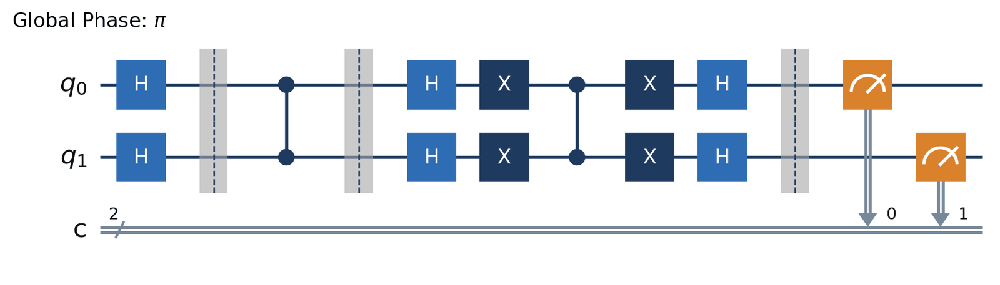 Global Phase: π
q0 H H X X H
q1 H H X X H
2 0 1
c